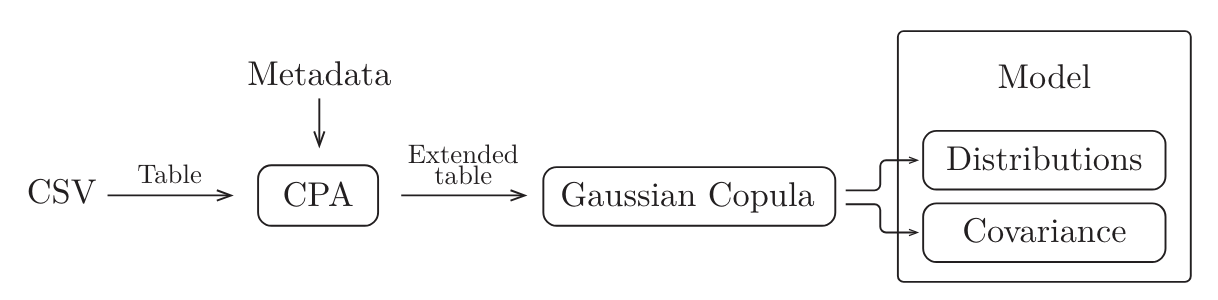 Metadata
Model
CSV
Table
CPA
Extended
table
Gaussian Copula
Distributions
Covariance